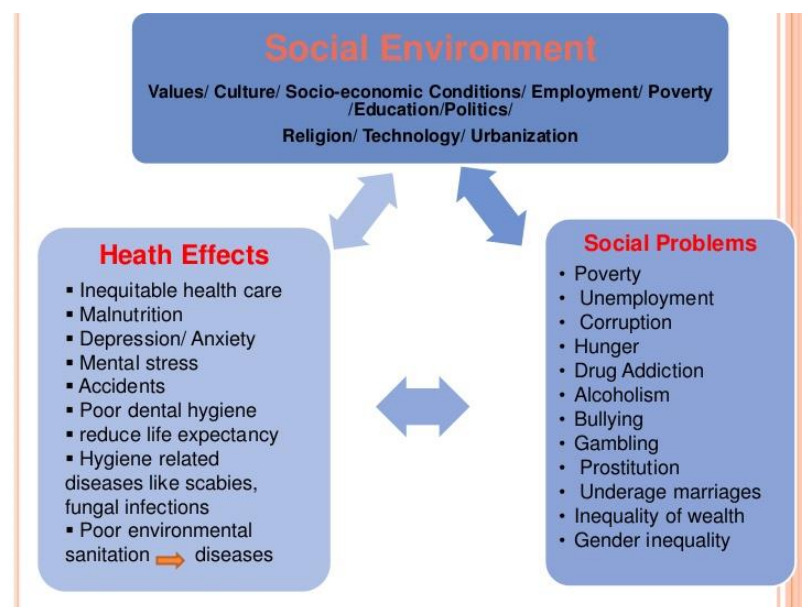 Social Environment
Values/ Culture/ Socio-economic Conditions/ Employment/ Poverty
/Education/Politics/
Religion/ Technology/ Urbanization
Heath Effects
▪ Inequitable health care
▪ Malnutrition
▪ Depression/ Anxiety
▪ Mental stress
▪ Accidents
▪ Poor dental hygiene
▪ reduce life expectancy
▪ Hygiene related
diseases like scabies,
fungal infections
▪ Poor environmental
sanitation ⇨ diseases
Social Problems
• Poverty
• Unemployment
• Corruption
• Hunger
• Drug Addiction
• Alcoholism
• Bullying
• Gambling
• Prostitution
• Underage marriages
• Inequality of wealth
• Gender inequality